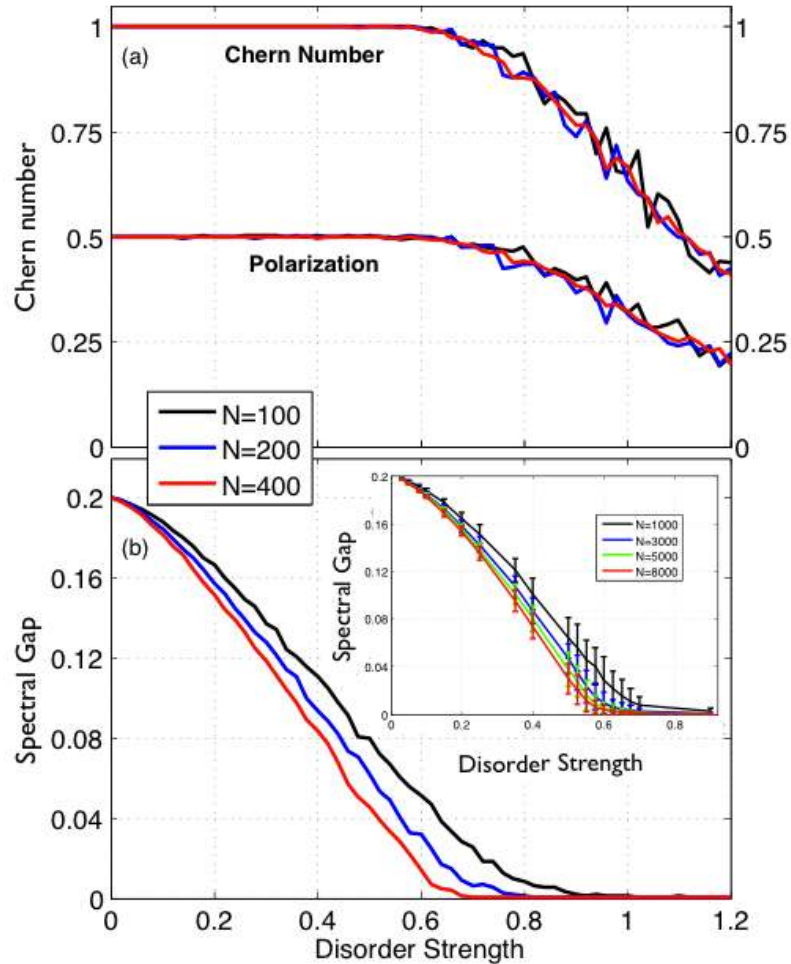 1
1
(a)
Chern Number
0.75
0.75
Chern number
0.5
0.5
Polarization
0.25
0.25
0
0
N=100
N=200
N=400
0.2
(b)
0.16
0.12
0.08
0.04
0
Spectral Gap
0.2
0.16
0.12
0.08
0.04
0
Spectral Gap
N=1000
N=3000
N=5000
N=8000
0 0.2 0.4 0.6 0.8
Disorder Strength
0 0.2 0.4 0.6 0.8 1 1.2
Disorder Strength